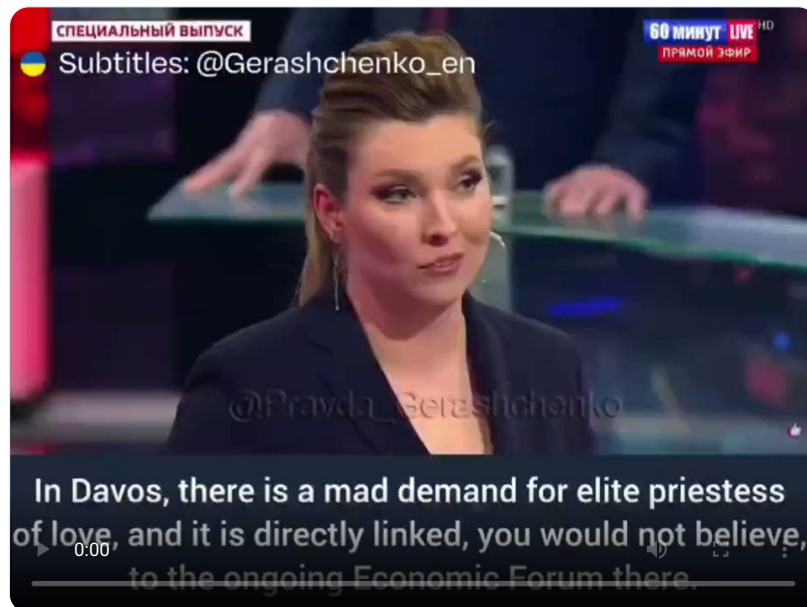 СПЕЦИАЛЬНЫЙ ВЫПУСК
60 МИНУТ LIVE HD
ПРЯМОЙ ЭФИР
Subtitles: @Gerashchenko_en
@Pravda_Gerashchenko
In Davos, there is a mad demand for elite priestess
of love, and it is directly linked, you would not believe,
0:00
to the ongoing Economic Forum there.